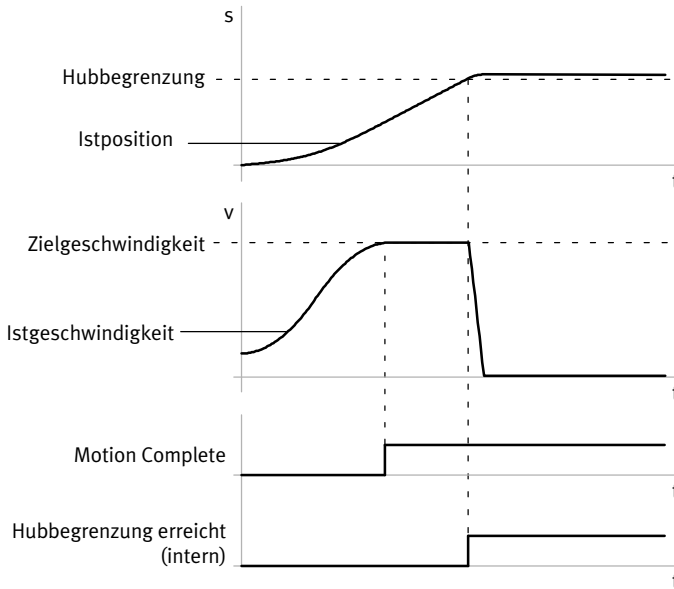 s
Hubbegrenzung
Istposition
t
v
Zielgeschwindigkeit
Istgeschwindigkeit
t
Motion Complete
t
Hubbegrenzung erreicht
(intern)
t